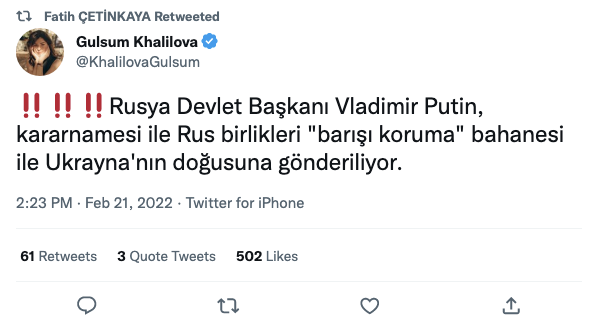 Fatih ÇETİNKAYA Retweeted
Gulsum Khalilova
@KhalilovaGulsum
‼️ ‼️ ‼️Rusya Devlet Başkanı Vladimir Putin,
kararnamesi ile Rus birlikleri "barışı koruma" bahanesi
ile Ukrayna'nın doğusuna gönderiliyor.
2:23 PM · Feb 21, 2022 · Twitter for iPhone
61 Retweets 3 Quote Tweets 502 Likes